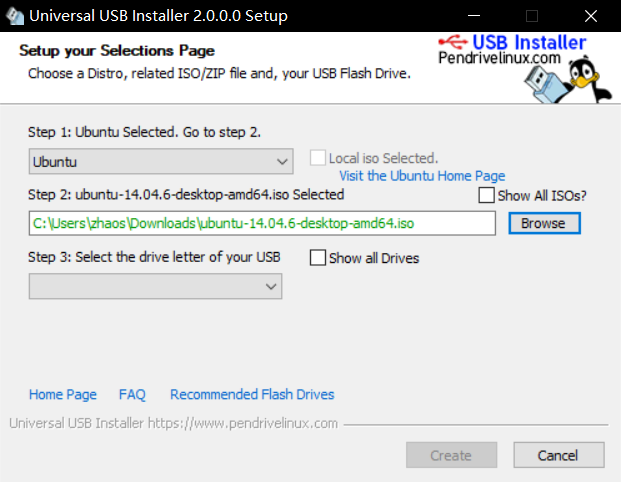 Universal USB Installer 2.0.0.0 Setup
Setup your Selections Page
Choose a Distro, related ISO/ZIP file and, your USB Flash Drive.
USB Installer
Pendrivelinux.com
Step 1: Ubuntu Selected. Go to step 2.
Ubuntu
Local iso Selected.
Visit the Ubuntu Home Page
Step 2: ubuntu-14.04.6-desktop-amd64.iso Selected
Show All ISOs?
C:\Users\zhaos\Downloads\ubuntu-14.04.6-desktop-amd64.iso
Browse
Step 3: Select the drive letter of your USB
Show all Drives
Home Page FAQ Recommended Flash Drives
Universal USB Installer https://www.pendrivelinux.com
Create Cancel